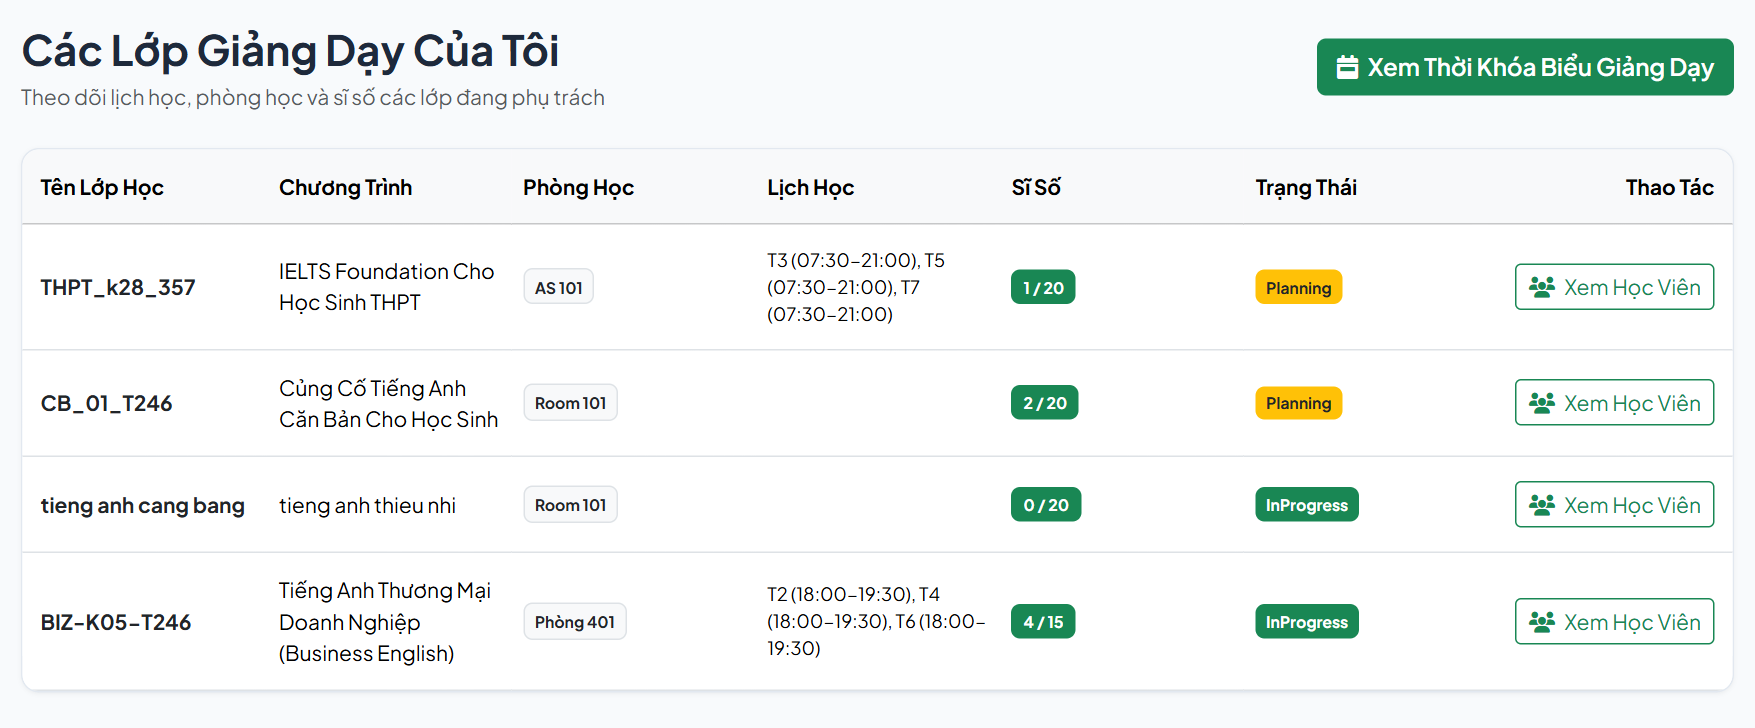 Các Lớp Giảng Dạy Của Tôi
Xem Thời Khóa Biểu Giảng Dạy
Theo dõi lịch học, phòng học và sĩ số các lớp đang phụ trách
Tên Lớp Học
Chương Trình
Phòng Học
Lịch Học
Sĩ Số
Trạng Thái
Thao Tác
THPT_k28_357
IELTS Foundation Cho
Học Sinh THPT
AS 101
T3 (07:30-21:00), T5
(07:30-21:00), T7
(07:30-21:00)
1 / 20
Planning
Xem Học Viên
CB_01_T246
Củng Cố Tiếng Anh
Căn Bản Cho Học Sinh
Room 101
2 / 20
Planning
Xem Học Viên
tieng anh cang bang
tieng anh thieu nhi
Room 101
0 / 20
InProgress
Xem Học Viên
BIZ-K05-T246
Tiếng Anh Thương Mại
Doanh Nghiệp
(Business English)
Phòng 401
T2 (18:00-19:30), T4
(18:00-19:30), T6 (18:00-
19:30)
4 / 15
InProgress
Xem Học Viên